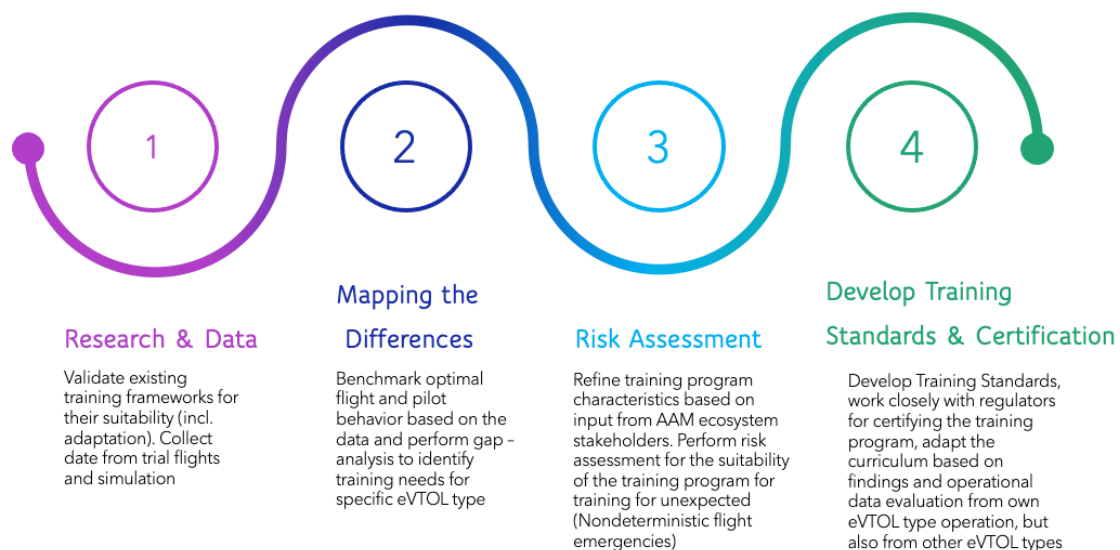 1
2
3
4
Research & Data
Validate existing
training frameworks for
their suitability (incl.
adaptation). Collect
date from trial flights
and simulation
Mapping the
Differences
Benchmark optimal
flight and pilot
behavior based on the
data and perform gap -
analysis to identify
training needs for
specific eVTOL type
Risk Assessment
Refine training program
characteristics based on
input from AAM ecosystem
stakeholders. Perform risk
assessment for the suitability
of the training program for
training for unexpected
(Nondeterministic flight
emergencies)
Develop Training
Standards & Certification
Develop Training Standards,
work closely with regulators
for certifying the training
program, adapt the
curriculum based on
findings and operational
data evaluation from own
eVTOL type operation, but
also from other eVTOL types